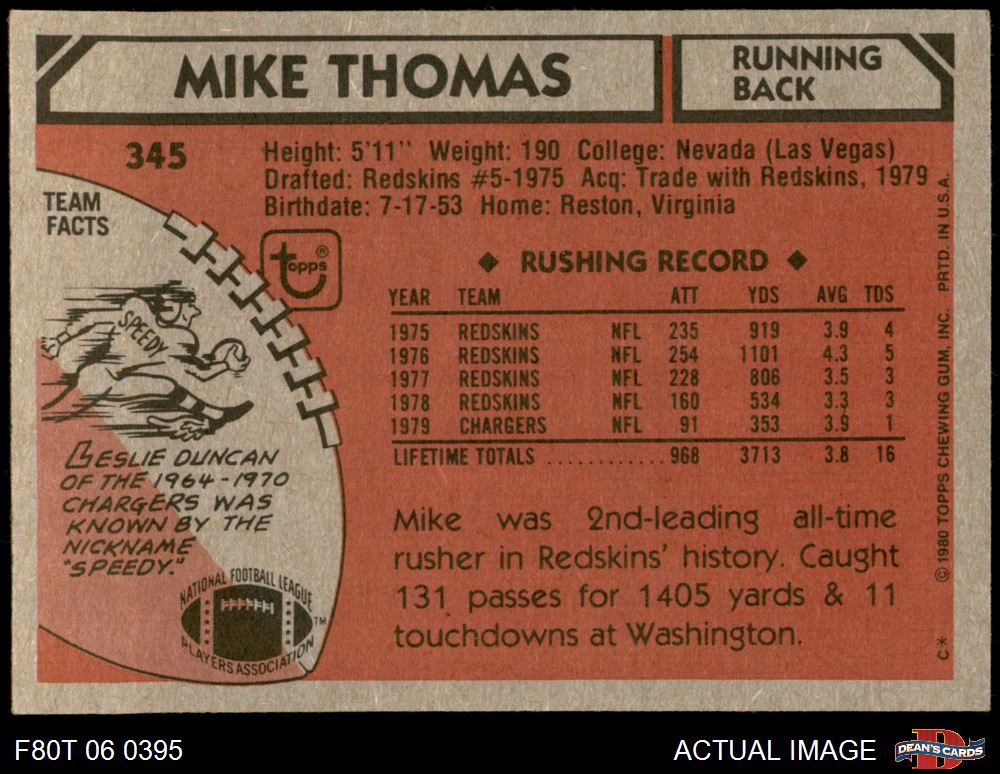 MIKE THOMAS
RUNNING
BACK
345
Height: 5'11" Weight: 190 College: Nevada (Las Vegas)
Drafted: Redskins #5-1975 Acq: Trade with Redskins, 1979
Birthdate: 7-17-53 Home: Reston, Virginia
TEAM
FACTS
topps®
SPEEDY
LESLIE DUNCAN
OF THE 1964-1970
CHARGERS WAS
KNOWN BY THE
NICKNAME
"SPEEDY."
NATIONAL FOOTBALL LEAGUE
PLAYERS ASSOCIATION
TM
◆ RUSHING RECORD ◆
YEAR TEAM ATT YDS AVG TDS
1975 REDSKINS NFL 235 919 3.9 4
1976 REDSKINS NFL 254 1101 4.3 5
1977 REDSKINS NFL 228 806 3.5 3
1978 REDSKINS NFL 160 534 3.3 3
1979 CHARGERS NFL 91 353 3.9 1
LIFETIME TOTALS ............ 968 3713 3.8 16
Mike was 2nd-leading all-time
rusher in Redskins' history. Caught
131 passes for 1405 yards & 11
touchdowns at Washington.
© 1980 TOPPS CHEWING GUM, INC. PRTD. IN U.S.A.
C*
F80T 06 0395
ACTUAL IMAGE
D
DEAN'S CARDS